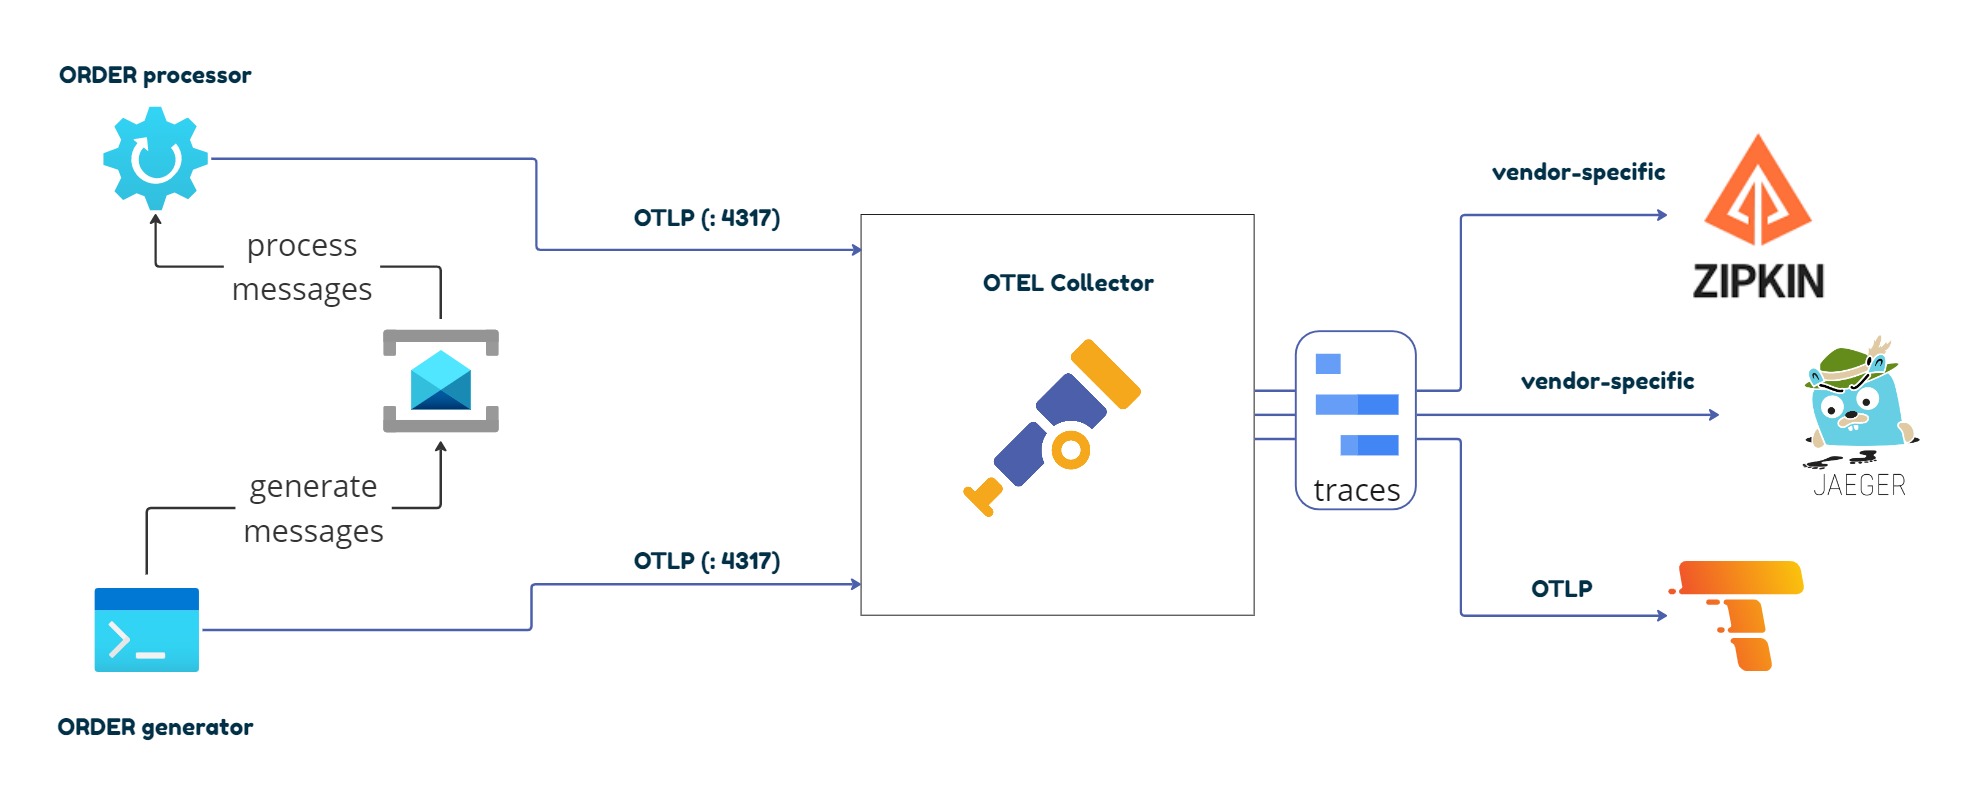 ORDER processor
process
messages
generate
messages
ORDER generator
OTLP (: 4317)
OTLP (: 4317)
OTEL Collector
traces
vendor-specific
ZIPKIN
vendor-specific
JAEGER
OTLP